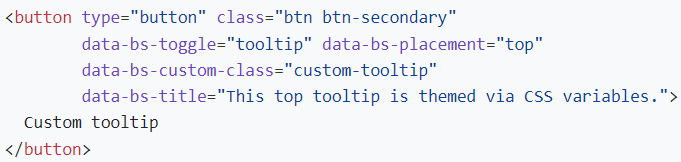 <button type="button" class="btn btn-secondary"
        data-bs-toggle="tooltip" data-bs-placement="top"
        data-bs-custom-class="custom-tooltip"
        data-bs-title="This top tooltip is themed via CSS variables.">
  Custom tooltip
</button>